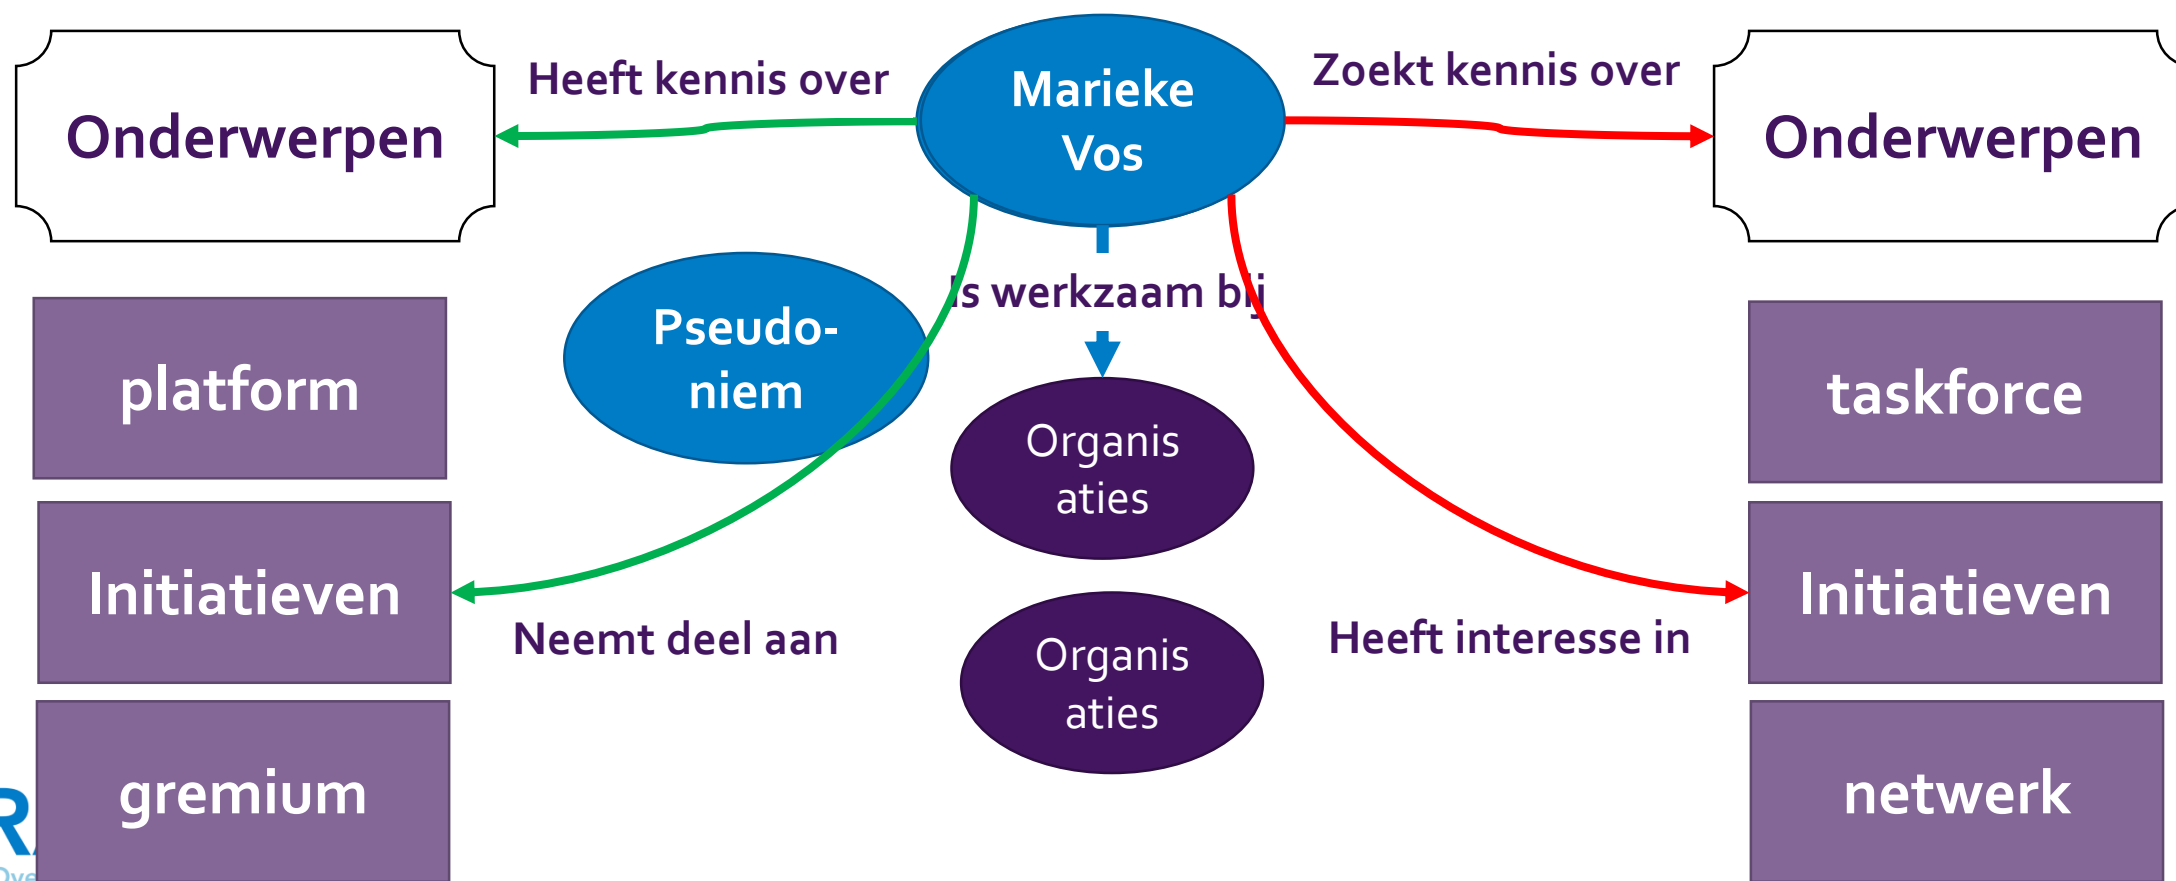 Heeft kennis over
Marieke
Vos
Zoekt kennis over
Onderwerpen
Onderwerpen
Is werkzaam bij
Pseudo-
niem
platform
taskforce
Organis
aties
Initiatieven
Initiatieven
Neemt deel aan
Heeft interesse in
Organis
aties
gremium
netwerk